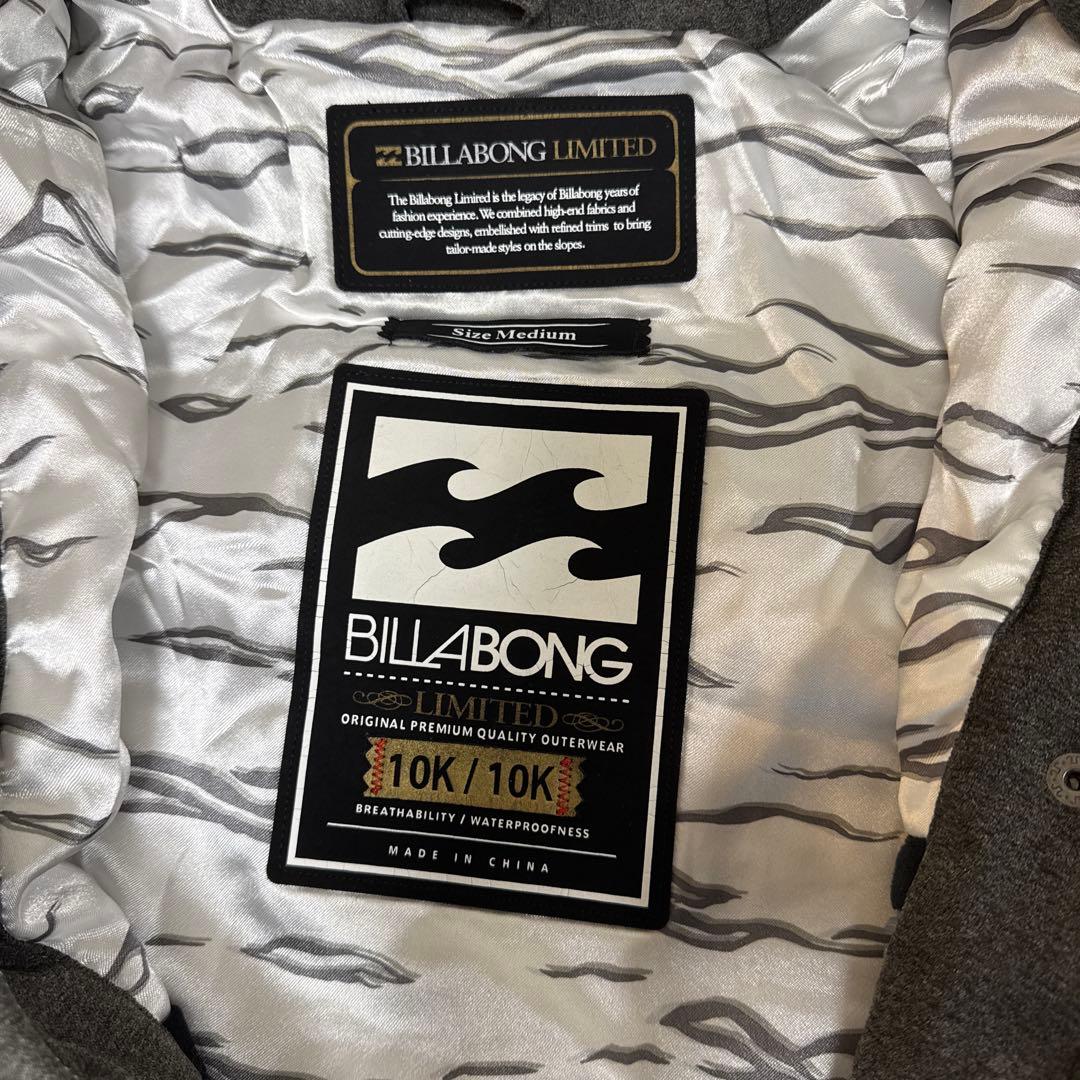 BILLABONG LIMITED
The Billabong Limired is the legacy of Billabong years of
fashion experience. We combined high-end fabrics and
cutting-edge designs, embellished with refined trims to bring
tailor-made styles on the slopes.
Size Medium
BILLABONG
LIMITED
ORIGINAL PREMIUM QUALITY OUTERWEAR
10K / 10K
BREATHABILITY / WATERPROOFNESS
MADE IN CHINA